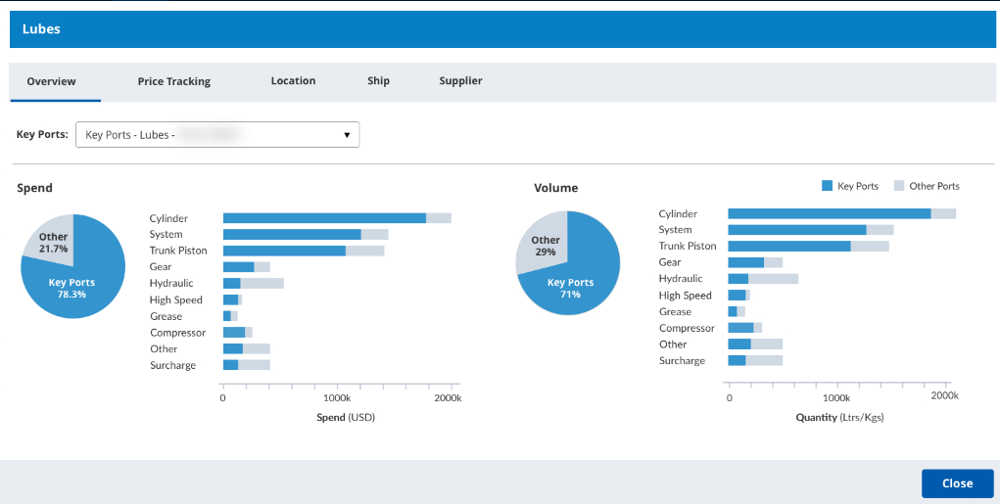 Lubes
Overview Price Tracking Location Ship Supplier
Key Ports: Key Ports - Lubes -
Spend
Other
21.7%
Key Ports
78.3%
Cylinder
System
Trunk Piston
Gear
Hydraulic
High Speed
Grease
Compressor
Other
Surcharge
0 1000k 2000k
Spend (USD)
Volume
Key Ports Other Ports
Other
29%
Key Ports
71%
Cylinder
System
Trunk Piston
Gear
Hydraulic
High Speed
Grease
Compressor
Other
Surcharge
0 1000k 2000k
Quantity (Ltrs/Kgs)
Close